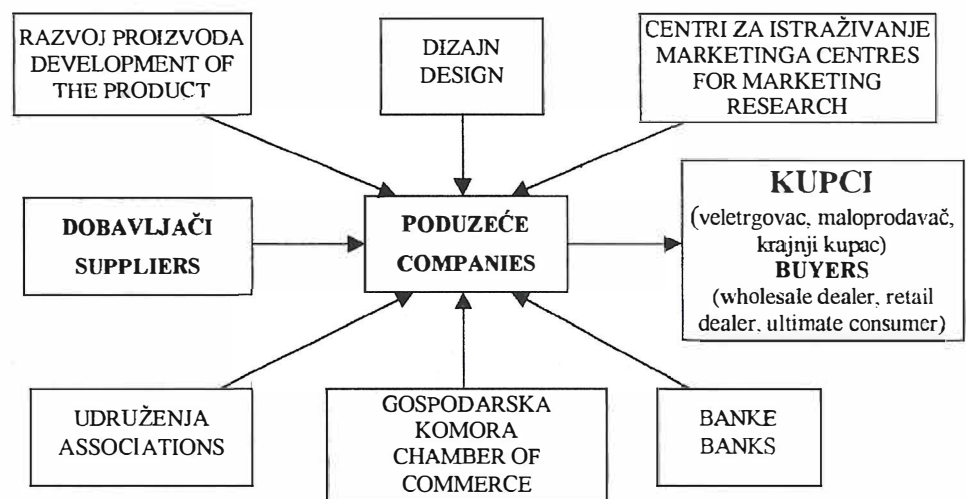 RAZVOJ PROIZVODA
DEVELOPMENT OF
THE PRODUCT
DIZAJN
DESIGN
CENTRI ZA ISTRAŽIVANJE
MARKETINGA CENTRES
FOR MARKETING
RESEARCH
DOBAVLJAČI
SUPPLIERS
PODUZEĆE
COMPANIES
KUPCI
(veletrgovac, maloprodavač,
krajnji kupac)
BUYERS
(wholesale dealer, retail
dealer, ultimate consumer)
UDRUŽENJA
ASSOCIATIONS
GOSPODARSKA
KOMORA
CHAMBER OF
COMMERCE
BANKE
BANKS